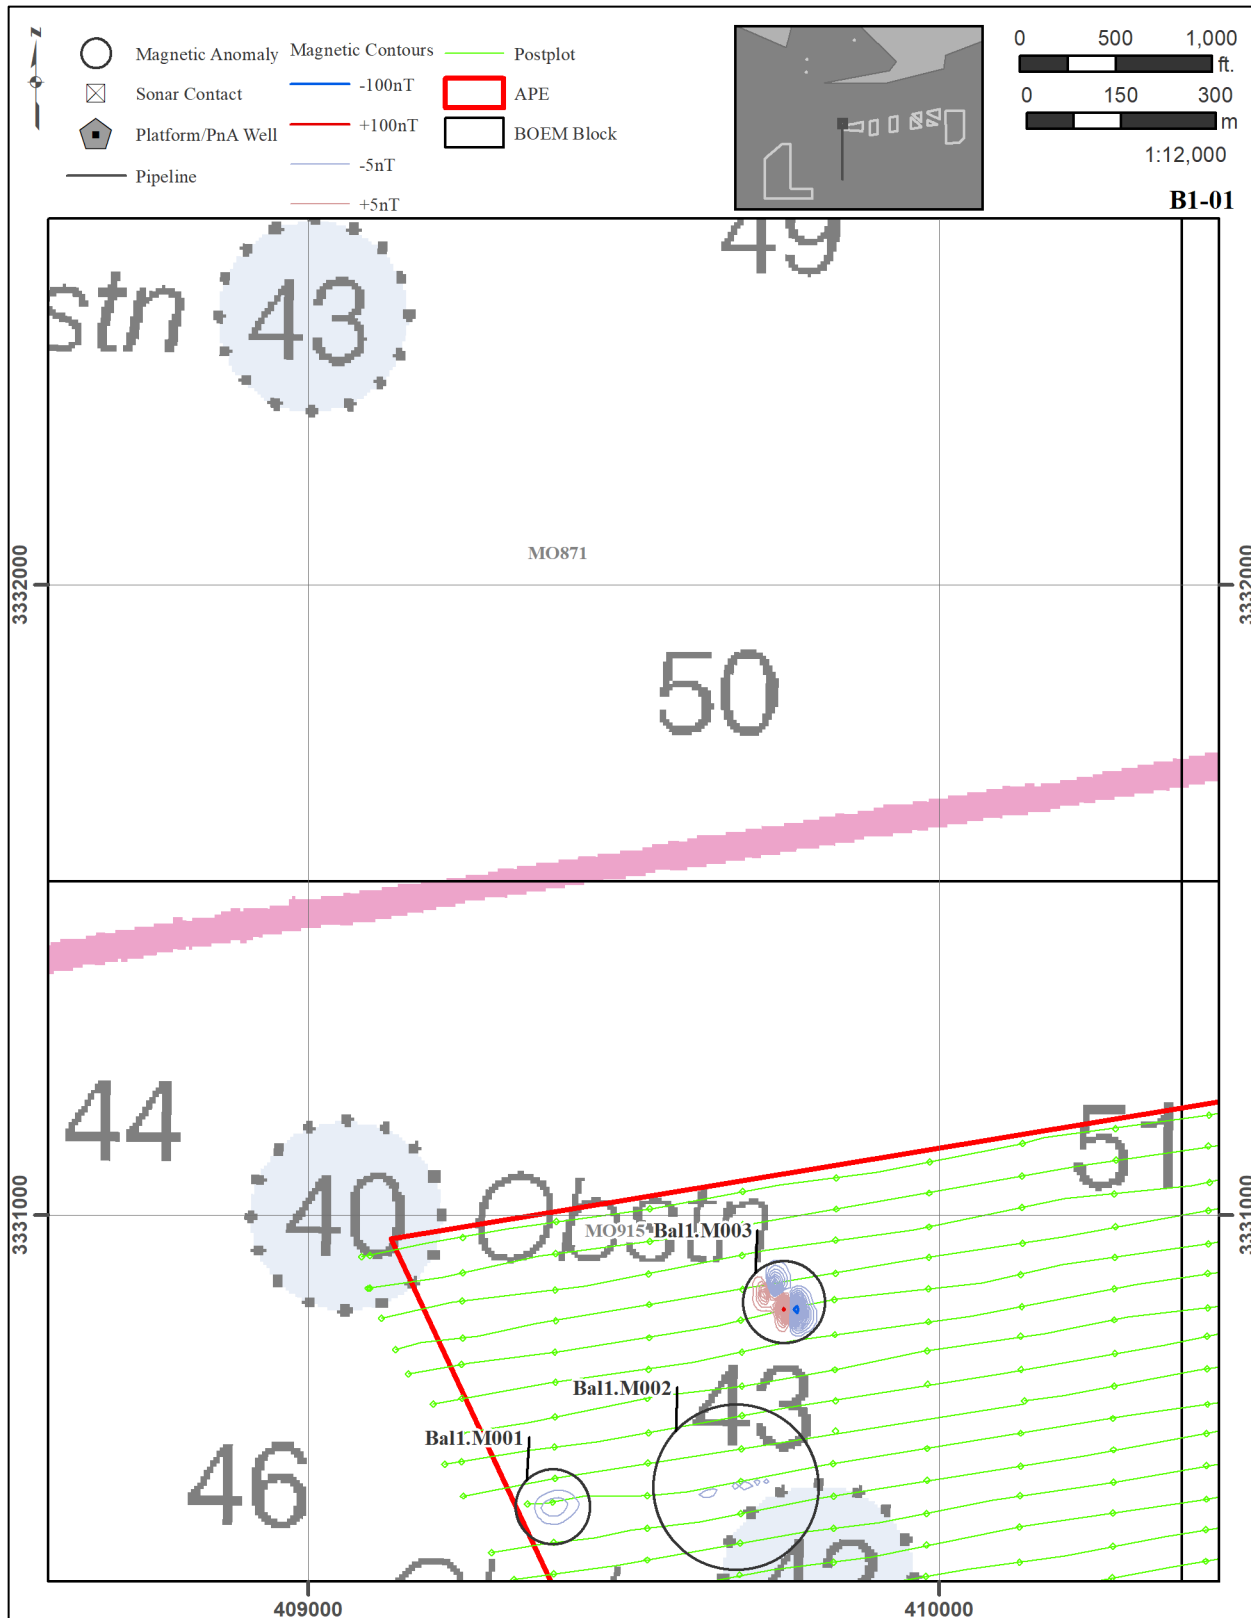 Z
Magnetic Anomaly
Sonar Contact
Platform/PnA Well
Pipeline
Magnetic Contours
-100nT
+100nT
-5nT
+5nT
Postplot
APE
BOEM Block
0 500 1,000
ft.
0 150 300
m
1:12,000
B1-01
49
stn
43
MO871
3332000
3332000
50
44
51
40
Obstn
3331000
3331000
MO915
Bal1.M003
Bal1.M002
43
Bal1.M001
46
409000
410000